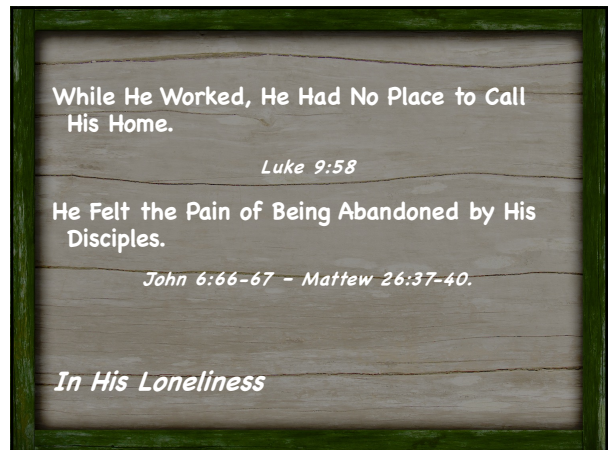 While He Worked, He Had No Place to Call
His Home.
Luke 9:58
He Felt the Pain of Being Abandoned by His
Disciples.
John 6:66-67 – Mattew 26:37-40.
In His Loneliness